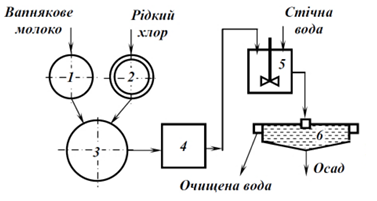 Вапнякове
молоко
Рідкий
хлор
Стічна
вода
1
2
3
4
5
6
Очищена вода
Осад